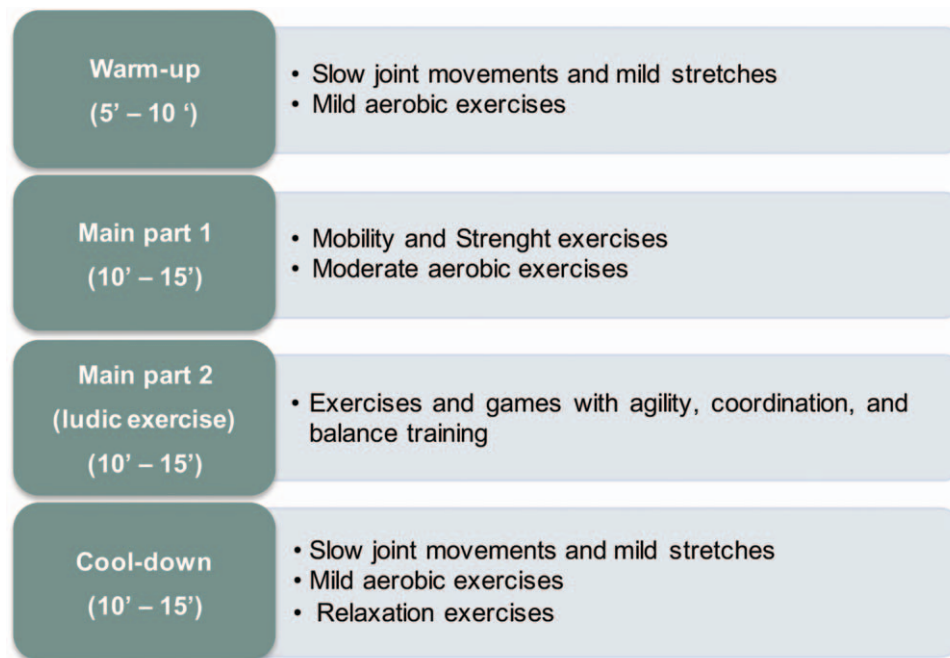 Warm-up
(5’ – 10 ‘)
• Slow joint movements and mild stretches
• Mild aerobic exercises
Main part 1
(10’ – 15’)
• Mobility and Strenght exercises
• Moderate aerobic exercises
Main part 2
(ludic exercise)
(10’ – 15’)
• Exercises and games with agility, coordination, and
balance training
Cool-down
(10’ – 15’)
• Slow joint movements and mild stretches
• Mild aerobic exercises
• Relaxation exercises